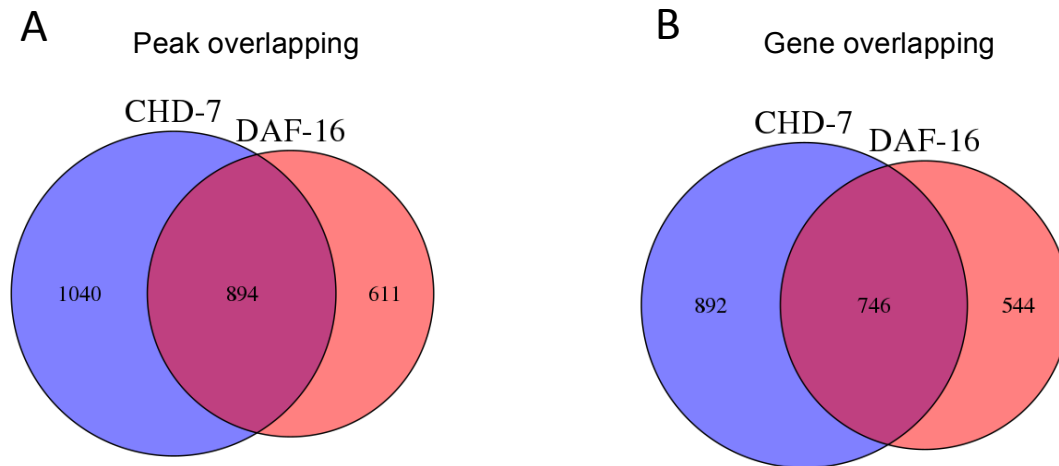 A
Peak overlapping
CHD-7
DAF-16
1040
894
611
B
Gene overlapping
CHD-7
DAF-16
892
746
544